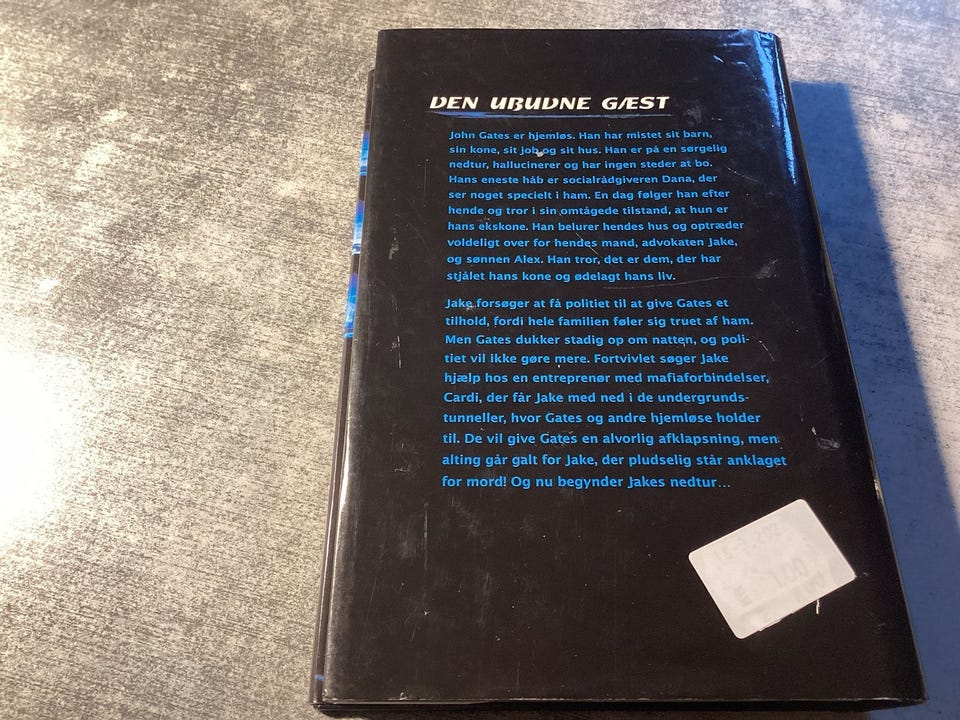 DEN UBUDNE GÆST
John Gates er hjemløs. Han har mistet sit barn,
sin kone, sit job og sit hus. Han er på en sørgelig
nedtur, hallucinerer og har ingen steder at bo.
Hans eneste håb er socialrådgiveren Dana, der
ser noget specielt i ham. En dag følger han efter
hende og tror i sin omtågede tilstand, at hun er
hans ekskone. Han belurer hendes hus og optræder
voldeligt over for hendes mand, advokaten Jake,
og sønnen Alex. Han tror, det er dem, der har
stjålet hans kone og ødelagt hans liv.
Jake forsøger at få politiet til at give Gates et
tilhold, fordi hele familien føler sig truet af ham.
Men Gates dukker stadig op om natten, og poli-
tiet vil ikke gøre mere. Fortvivlet søger Jake
hjælp hos en entreprenør med mafiaforbindelser,
Cardi, der får Jake med ned i de undergrunds-
tunneller, hvor Gates og andre hjemløse holder
til. De vil give Gates en alvorlig afklapsning, men
alting går galt for Jake, der pludselig står anklaget
for mord! Og nu begynder Jakes nedtur...